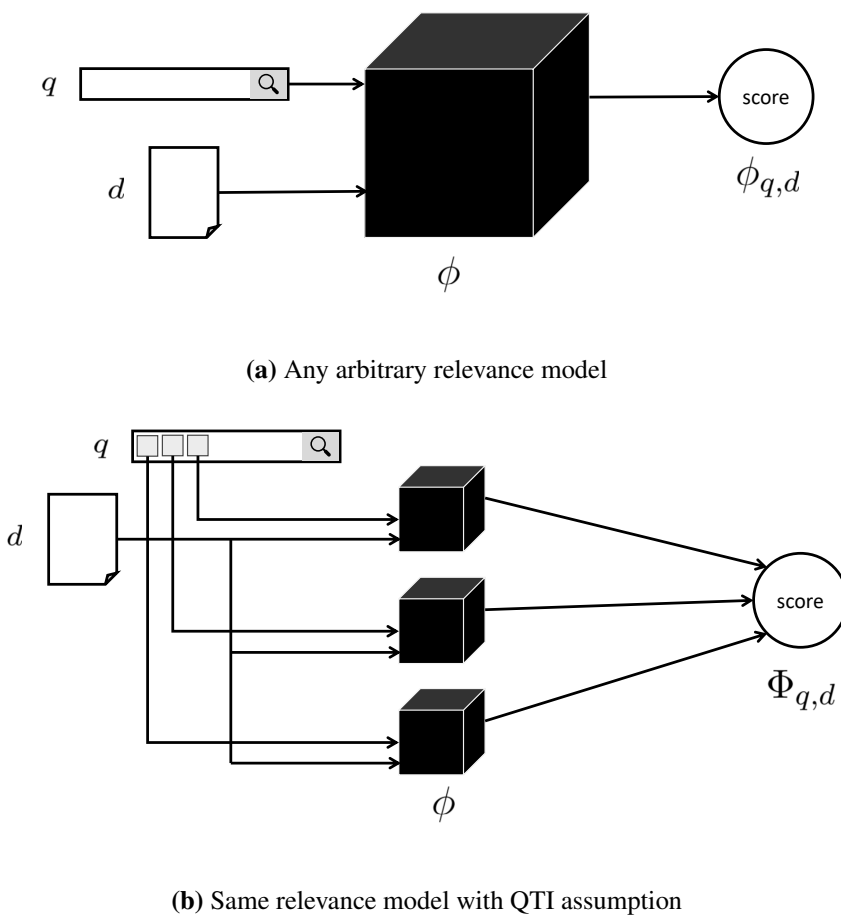 q
score
d
ϕ_{q,d}
ϕ
(a) Any arbitrary relevance model
q
d
score
Φ_{q,d}
ϕ
(b) Same relevance model with QTI assumption